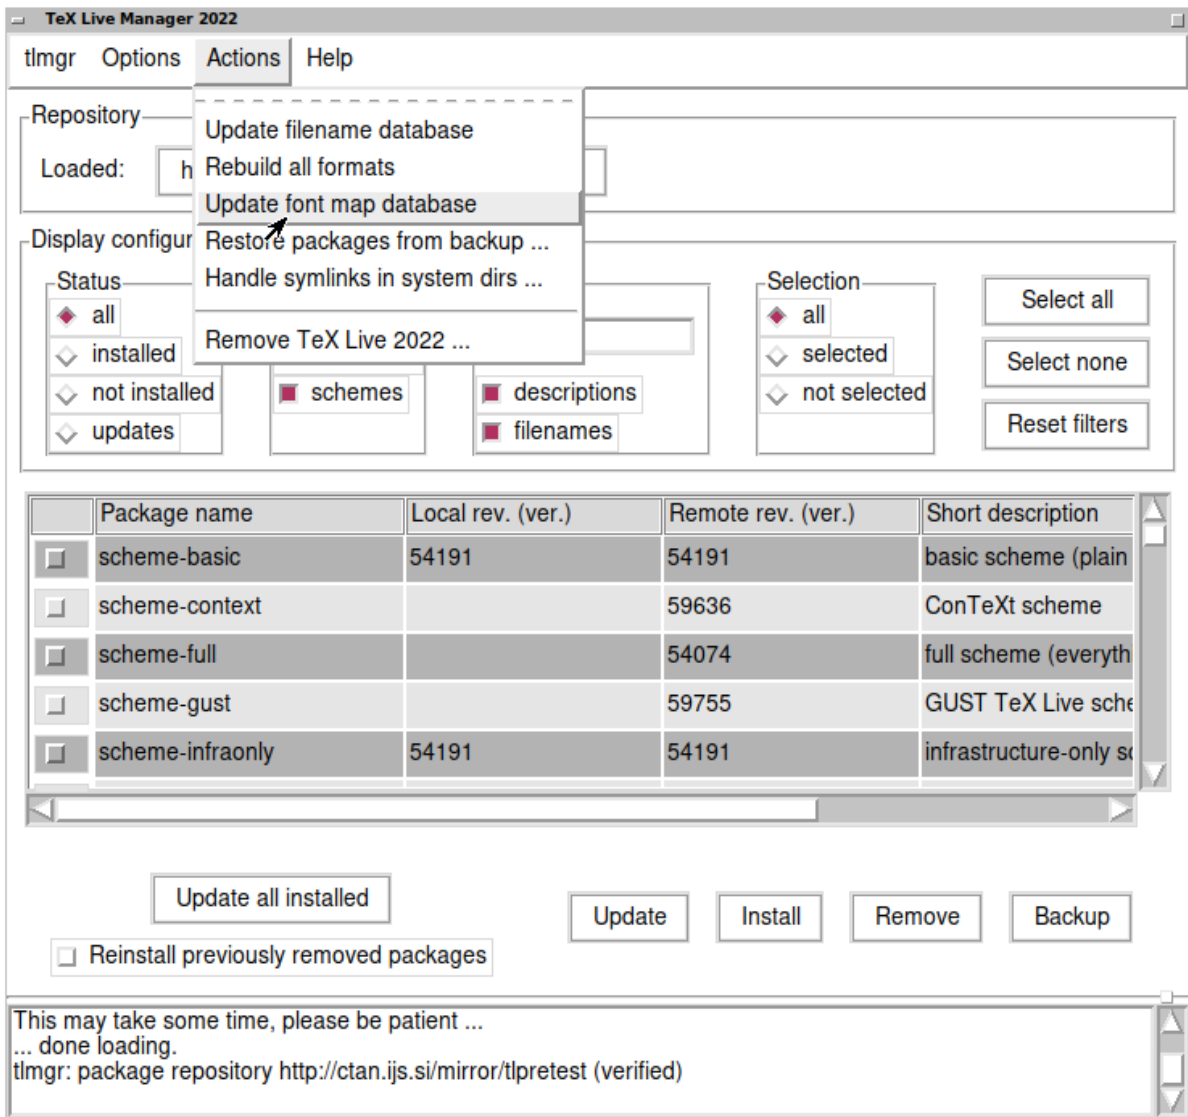 TeX Live Manager 2022
tlmgr Options Actions Help
Repository
Loaded: h
Update filename database
Rebuild all formats
Update font map database
Restore packages from backup ...
Handle symlinks in system dirs ...
Remove TeX Live 2022 ...
Display configur
Status
all
installed
not installed
updates
schemes
descriptions
filenames
Selection
all
selected
not selected
Select all
Select none
Reset filters
Package name Local rev. (ver.) Remote rev. (ver.) Short description
scheme-basic 54191 54191 basic scheme (plain
scheme-context 59636 ConTeXt scheme
scheme-full 54074 full scheme (everyth
scheme-gust 59755 GUST TeX Live sche
scheme-infraonly 54191 54191 infrastructure-only sc
Update all installed
Reinstall previously removed packages
Update Install Remove Backup
This may take some time, please be patient ...
... done loading.
tlmgr: package repository http://ctan.ijs.si/mirror/tlpretest (verified)